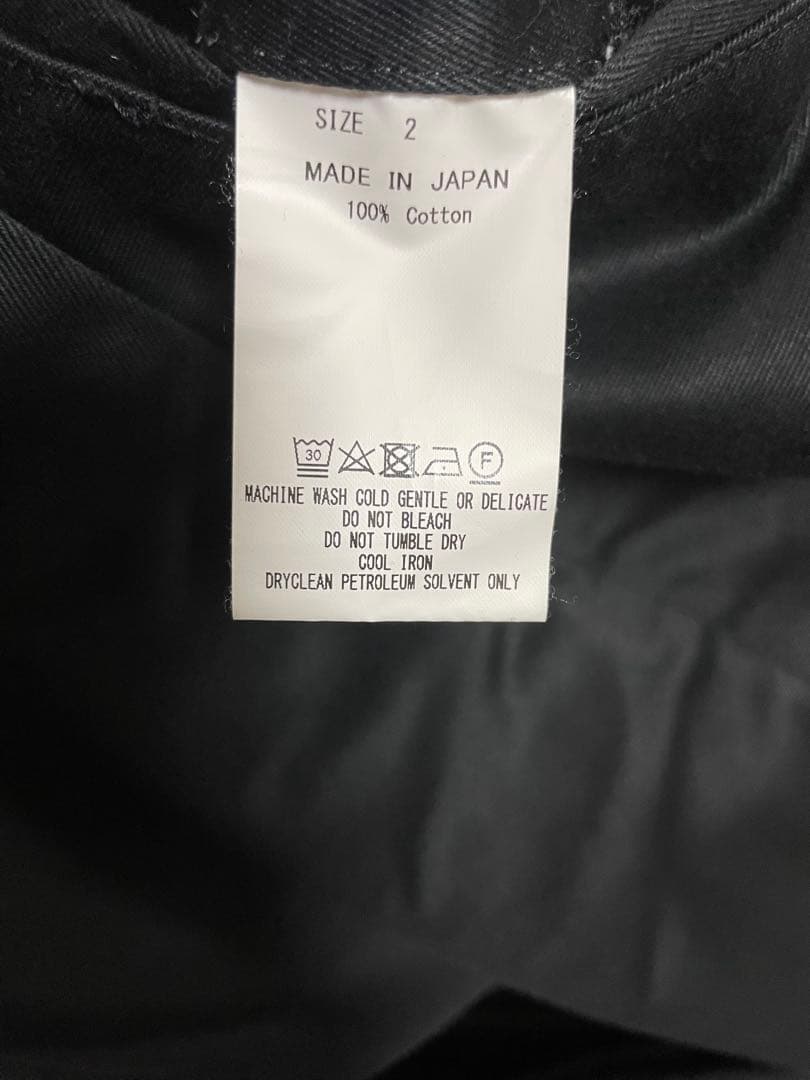 SIZE 2
MADE IN JAPAN
100% Cotton
30 F
MACHINE WASH COLD GENTLE OR DELICATE
DO NOT BLEACH
DO NOT TUMBLE DRY
COOL IRON
DRYCLEAN PETROLEUM SOLVENT ONLY